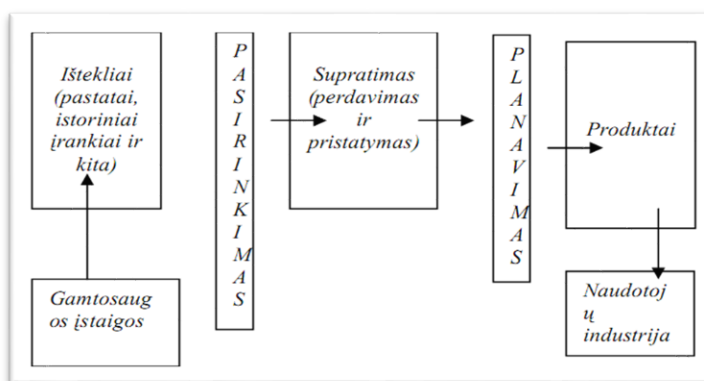 Ištekliai
(pastatai,
istoriniai
įrankiai ir
kita)
Gamtosaug
os įstaigos
P
A
S
I
R
I
N
K
I
M
A
S
Supratimas
(perdavimas
ir
pristatymas)
P
L
A
N
A
V
I
M
A
S
Produktai
Naudotoj
ų
industrija